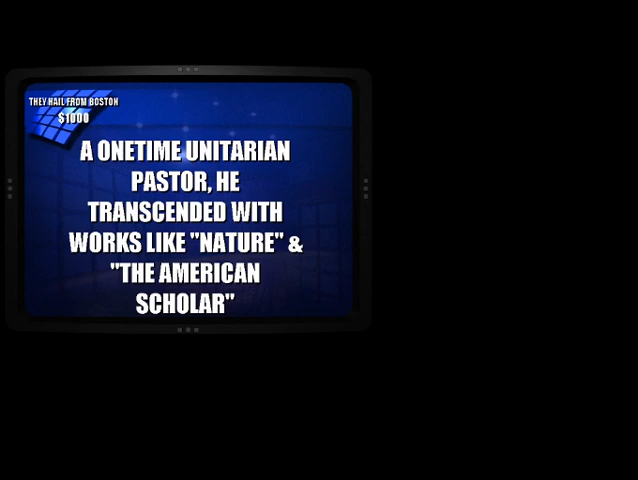 THEY HAIL FROM BOSTON
$1000
A ONETIME UNITARIAN
PASTOR, HE
TRANSCENDED WITH
WORKS LIKE "NATURE" &
"THE AMERICAN
SCHOLAR"